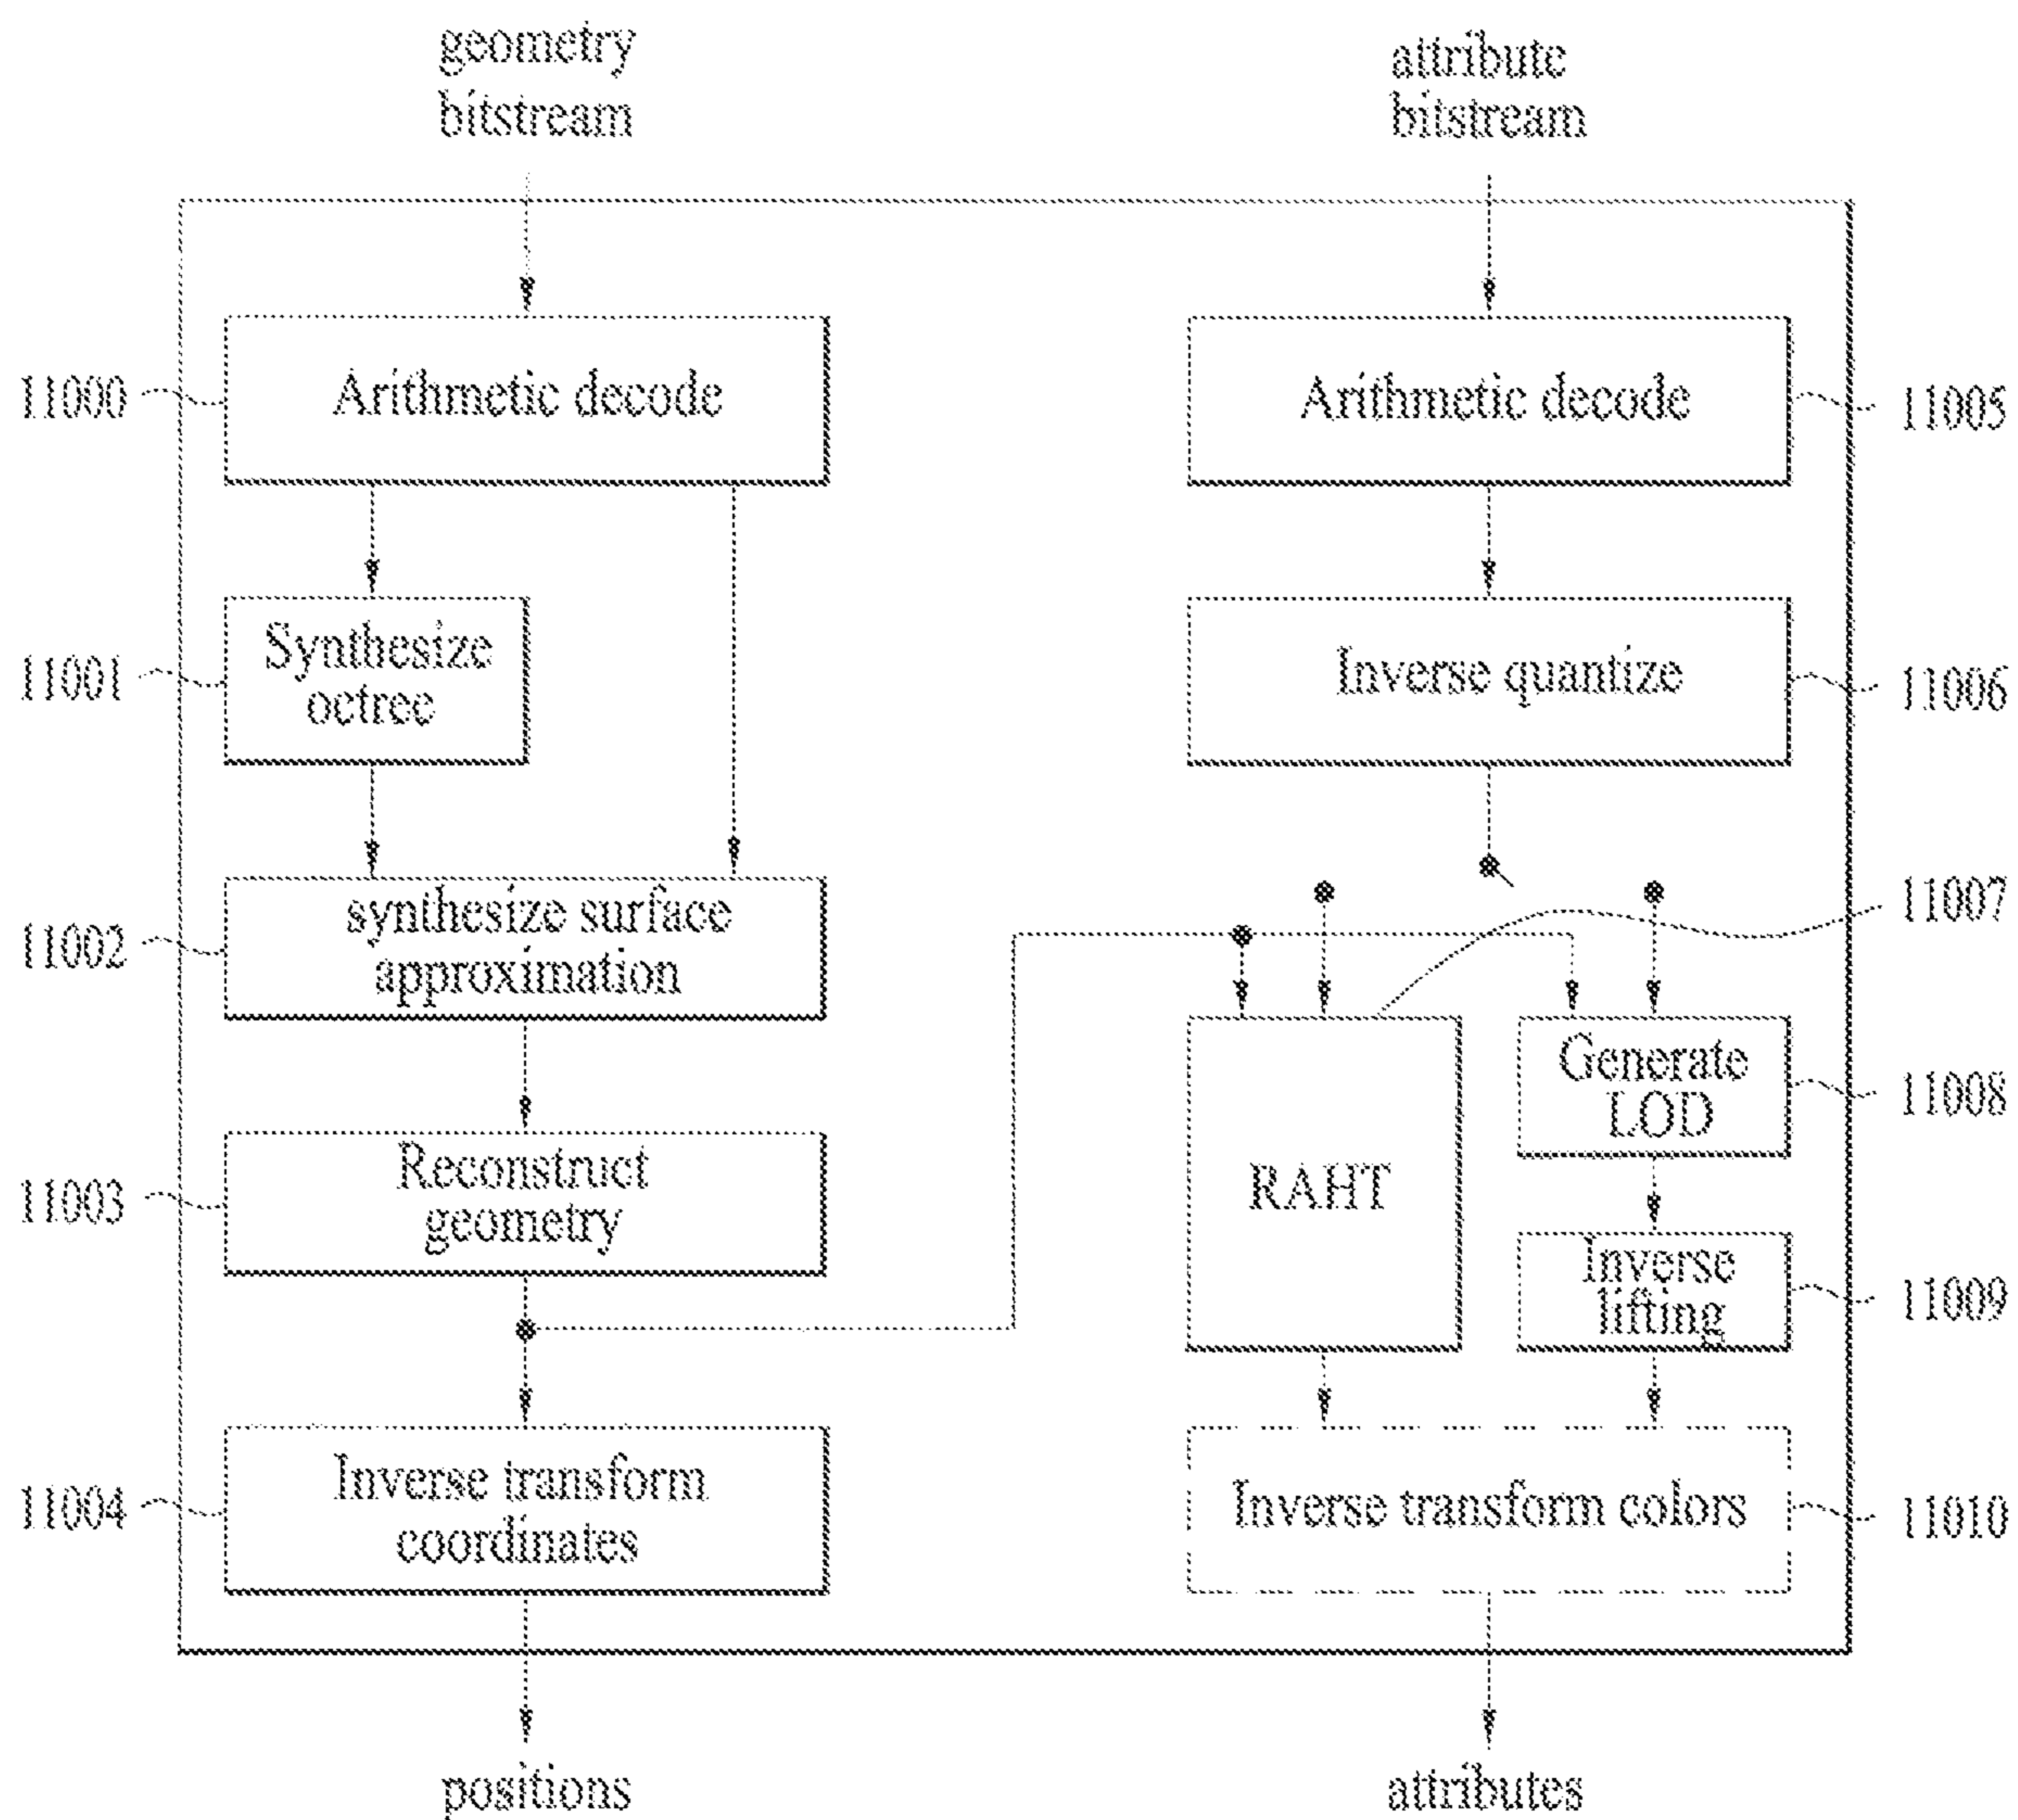 geometry
bitstream
attribute
bitstream
11000
Arithmetic decode
Arithmetic decode
11005
11001
Synthesize
octree
Inverse quantize
11006
11002
synthesize surface
approximation
11007
Generate
LOD
11008
11003
Reconstruct
geometry
RAHT
Inverse
lifting
11009
11004
Inverse transform
coordinates
Inverse transform colors
11010
positions
attributes